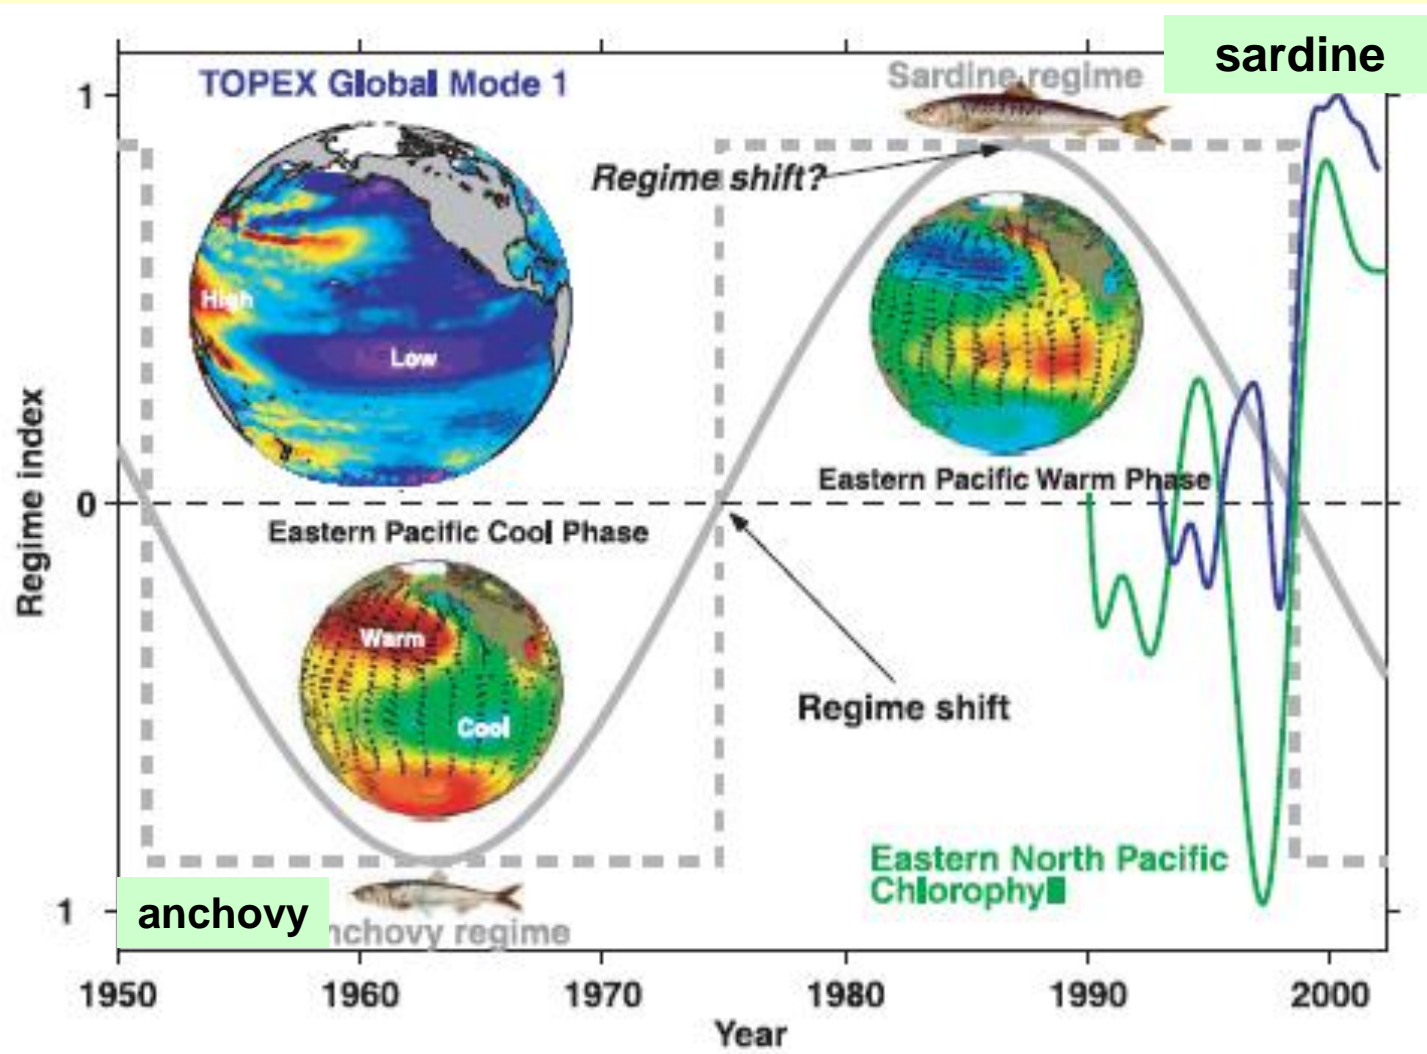 sardine
TOPEX Global Mode 1
Sardine regime
1
Regime shift?
High
Low
Regime index
Eastern Pacific Warm Phase
0
Eastern Pacific Cool Phase
Warm
Cool
Regime shift
Eastern North Pacific
Chlorophyll
1
anchovy
nchovy regime
1950 1960 1970 1980 1990 2000
Year